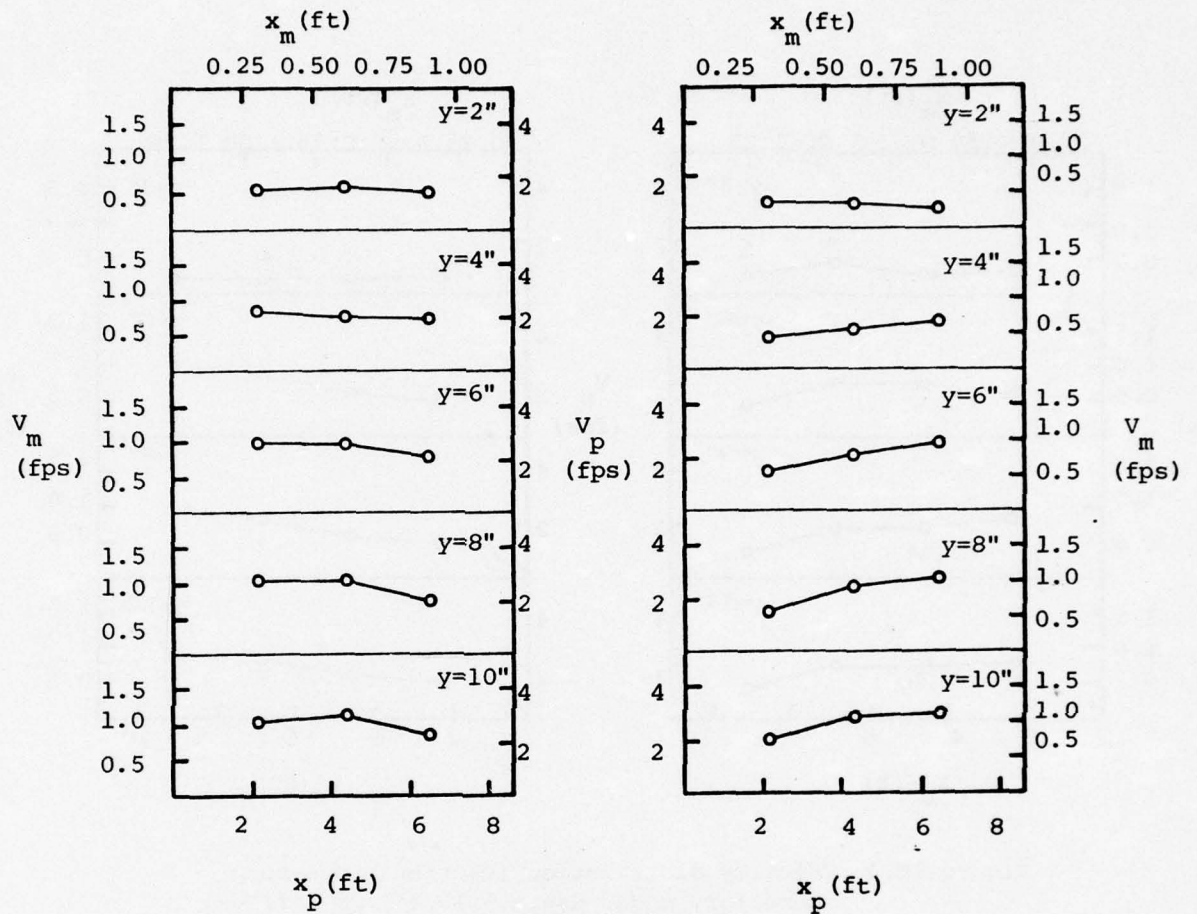 x_m (ft) x_m (ft)
0.25 0.50 0.75 1.00 0.25 0.50 0.75 1.00
y=2" y=2"
1.5 4 4 1.5
1.0 1.0
0.5 2 2 0.5
y=4" y=4"
1.5 4 4 1.5
1.0 1.0
0.5 2 2 0.5
y=6" y=6"
1.5 4 4 1.5
V_m 1.0 V_p 1.0 V_m
(fps) 0.5 2 (fps) 2 0.5 (fps)
y=8" y=8"
1.5 4 4 1.5
1.0 1.0
0.5 2 2 0.5
y=10" y=10"
1.5 4 4 1.5
1.0 1.0
0.5 2 2 0.5
2 4 6 8 2 4 6 8
x_p (ft) x_p (ft)